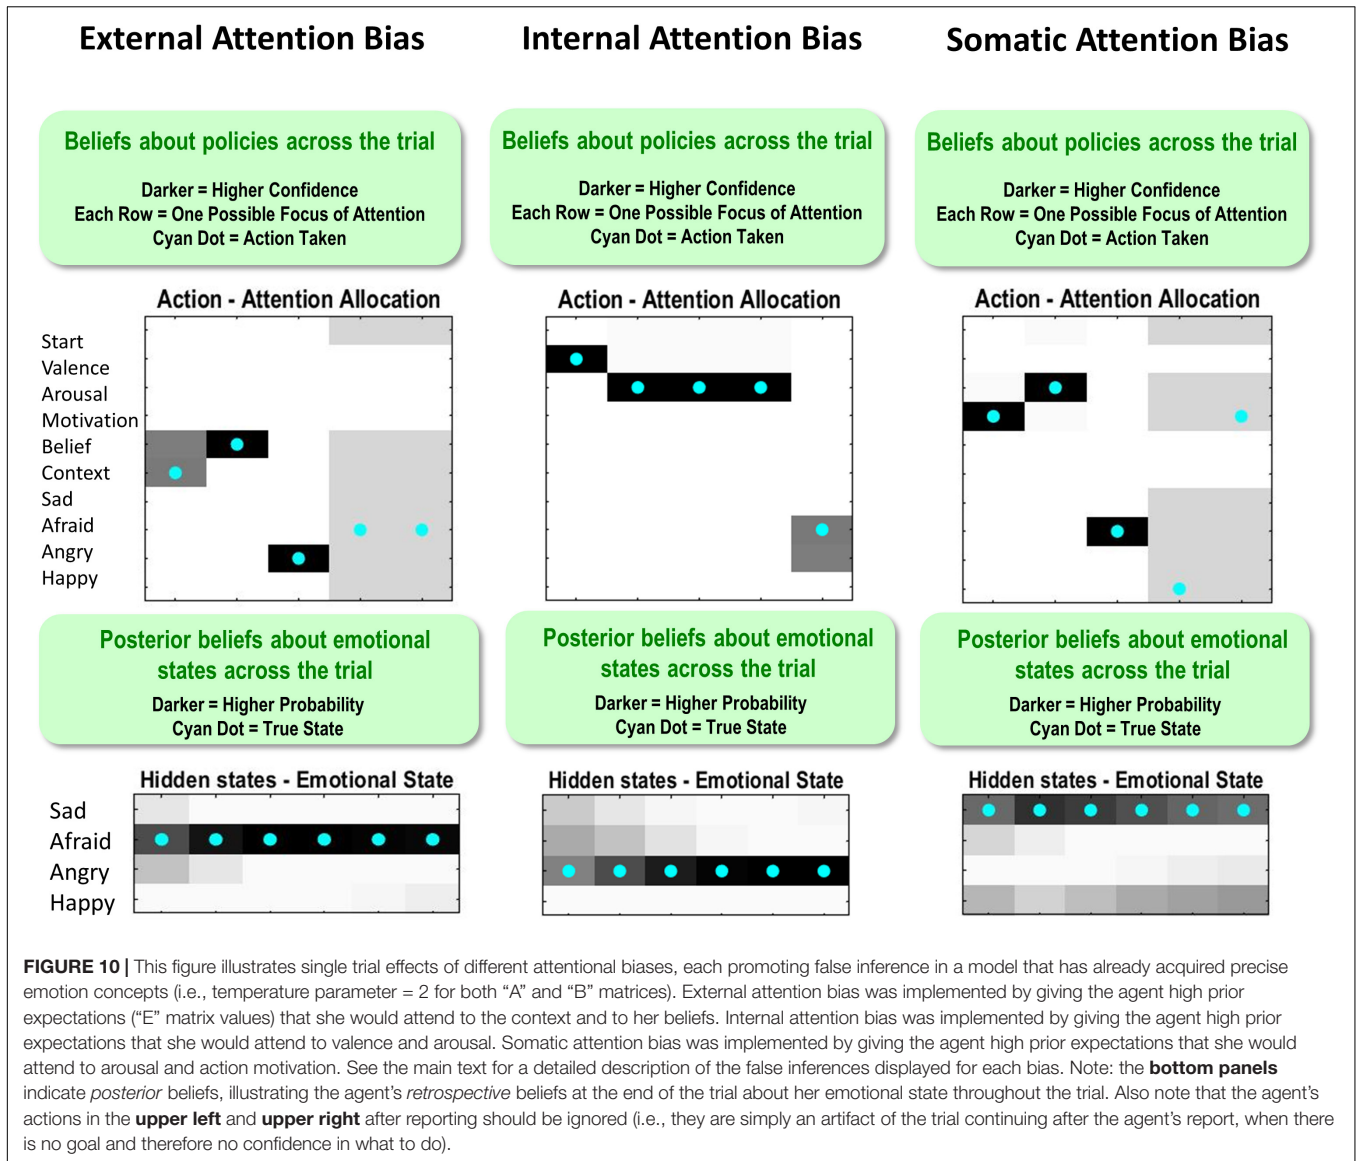 External Attention Bias
Internal Attention Bias
Somatic Attention Bias
Beliefs about policies across the trial
Darker = Higher Confidence
Each Row = One Possible Focus of Attention
Cyan Dot = Action Taken
Beliefs about policies across the trial
Darker = Higher Confidence
Each Row = One Possible Focus of Attention
Cyan Dot = Action Taken
Beliefs about policies across the trial
Darker = Higher Confidence
Each Row = One Possible Focus of Attention
Cyan Dot = Action Taken
Action - Attention Allocation
Action - Attention Allocation
Action - Attention Allocation
Start
Valence
Arousal
Motivation
Belief
Context
Sad
Afraid
Angry
Happy
Posterior beliefs about emotional
states across the trial
Darker = Higher Probability
Cyan Dot = True State
Posterior beliefs about emotional
states across the trial
Darker = Higher Probability
Cyan Dot = True State
Posterior beliefs about emotional
states across the trial
Darker = Higher Probability
Cyan Dot = True State
Hidden states - Emotional State
Hidden states - Emotional State
Hidden states - Emotional State
Sad
Afraid
Angry
Happy
FIGURE 10 | This figure illustrates single trial effects of different attentional biases, each promoting false inference in a model that has already acquired precise
emotion concepts (i.e., temperature parameter = 2 for both “A” and “B” matrices). External attention bias was implemented by giving the agent high prior
expectations (“E” matrix values) that she would attend to the context and to her beliefs. Internal attention bias was implemented by giving the agent high prior
expectations that she would attend to valence and arousal. Somatic attention bias was implemented by giving the agent high prior expectations that she would
attend to arousal and action motivation. See the main text for a detailed description of the false inferences displayed for each bias. Note: the bottom panels
indicate posterior beliefs, illustrating the agent’s retrospective beliefs at the end of the trial about her emotional state throughout the trial. Also note that the agent’s
actions in the upper left and upper right after reporting should be ignored (i.e., they are simply an artifact of the trial continuing after the agent’s report, when there
is no goal and therefore no confidence in what to do).